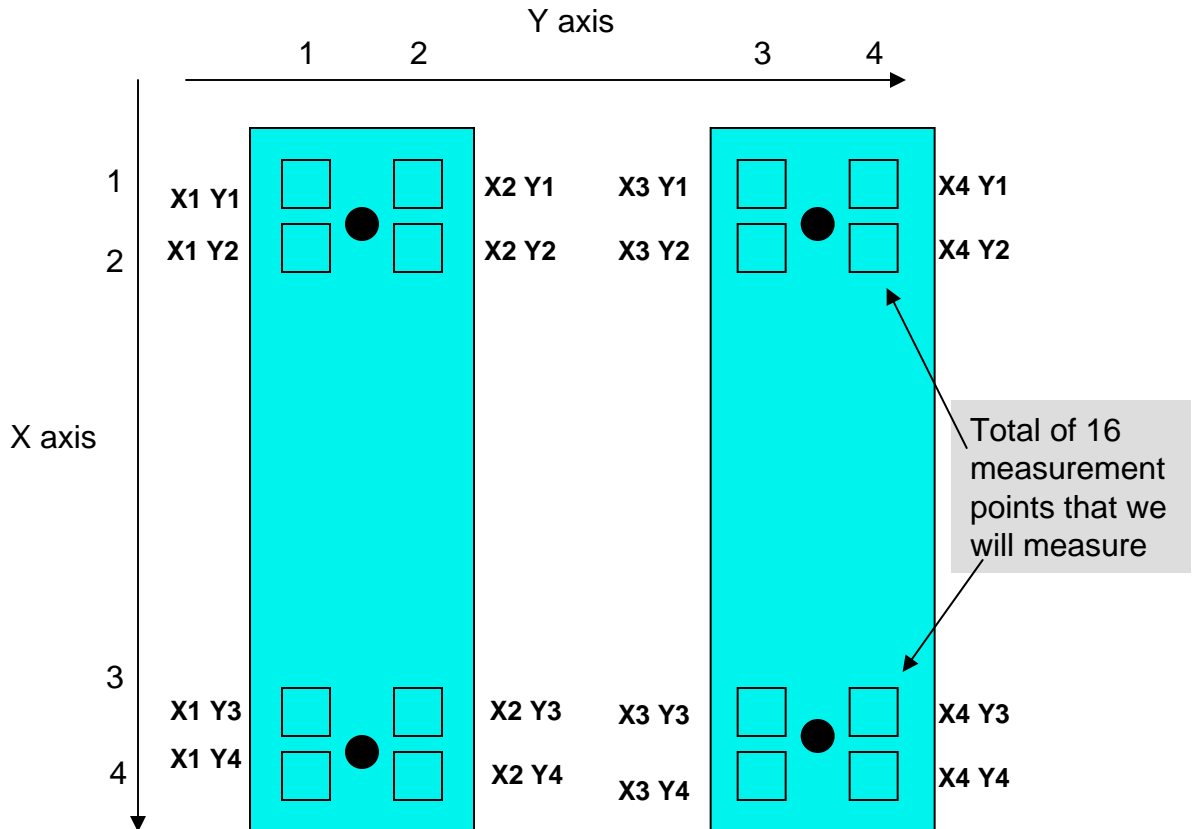 Y axis
1 2 3 4
1
X1 Y1 X2 Y1 X3 Y1 X4 Y1
2
X1 Y2 X2 Y2 X3 Y2 X4 Y2
X axis
Total of 16
measurement
points that we
will measure
3
X1 Y3 X2 Y3 X3 Y3 X4 Y3
4
X1 Y4 X2 Y4 X3 Y4 X4 Y4